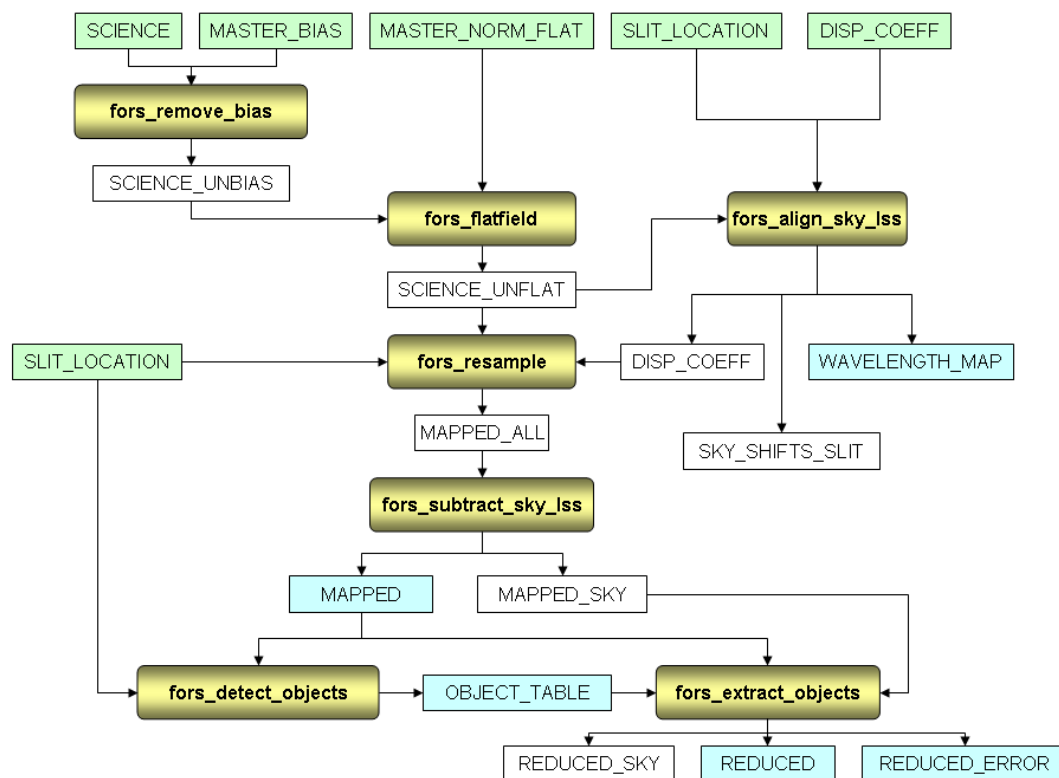 SCIENCE
MASTER_BIAS
MASTER_NORM_FLAT
SLIT_LOCATION
DISP_COEFF
fors_remove_bias
SCIENCE_UNBIAS
fors_flatfield
fors_align_sky_lss
SCIENCE_UNFLAT
SLIT_LOCATION
fors_resample
DISP_COEFF
WAVELENGTH_MAP
MAPPED_ALL
SKY_SHIFTS_SLIT
fors_subtract_sky_lss
MAPPED
MAPPED_SKY
fors_detect_objects
OBJECT_TABLE
fors_extract_objects
REDUCED_SKY
REDUCED
REDUCED_ERROR